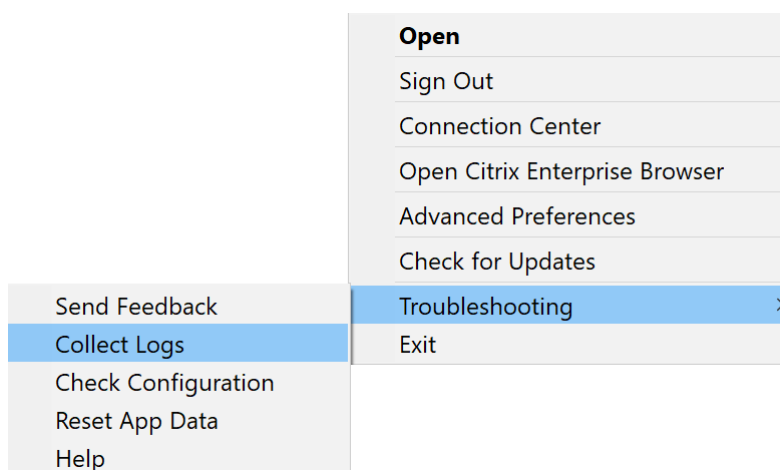 Open
Sign Out
Connection Center
Open Citrix Enterprise Browser
Advanced Preferences
Check for Updates
Troubleshooting
Exit
Send Feedback
Collect Logs
Check Configuration
Reset App Data
Help